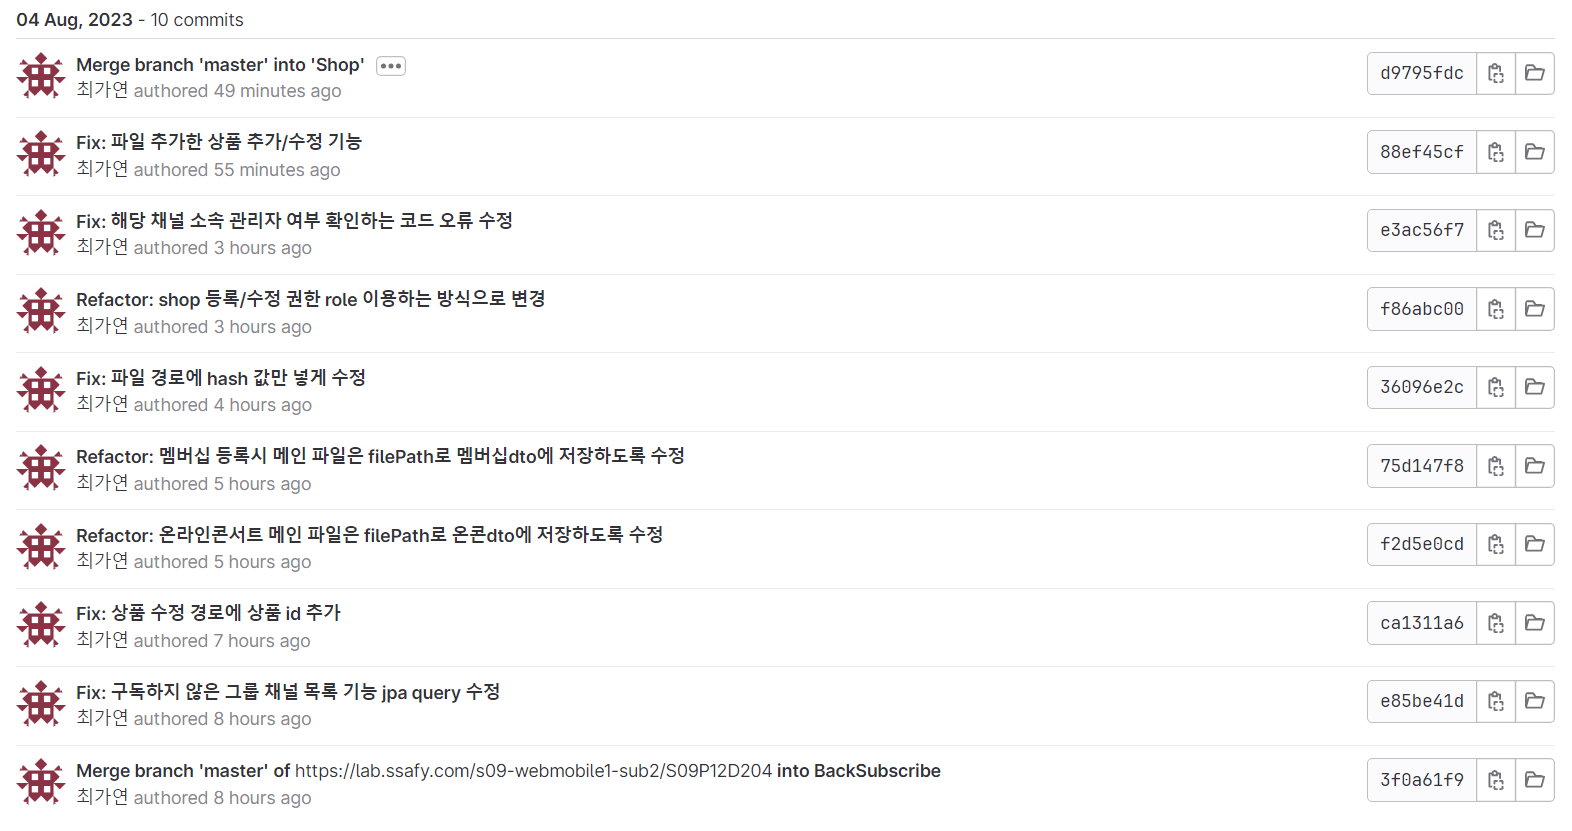 04 Aug, 2023 - 10 commits
Merge branch 'master' into 'Shop'
d9795fdc
최가연 authored 49 minutes ago
Fix: 파일 추가한 상품 추가/수정 기능
88ef45cf
최가연 authored 55 minutes ago
Fix: 해당 채널 소속 관리자 여부 확인하는 코드 오류 수정
e3ac56f7
최가연 authored 3 hours ago
Refactor: shop 등록/수정 권한 role 이용하는 방식으로 변경
f86abc00
최가연 authored 3 hours ago
Fix: 파일 경로에 hash 값만 넣게 수정
36096e2c
최가연 authored 4 hours ago
Refactor: 멤버십 등록시 메인 파일은 filePath로 멤버십dto에 저장하도록 수정
75d147f8
최가연 authored 5 hours ago
Refactor: 온라인콘서트 메인 파일은 filePath로 온콘dto에 저장하도록 수정
f2d5e0cd
최가연 authored 5 hours ago
Fix: 상품 수정 경로에 상품 id 추가
ca1311a6
최가연 authored 7 hours ago
Fix: 구독하지 않은 그룹 채널 목록 기능 jpa query 수정
e85be41d
최가연 authored 8 hours ago
Merge branch 'master' of https://lab.ssafy.com/s09-webmobile1-sub2/S09P12D204 into BackSubscribe
3f0a61f9
최가연 authored 8 hours ago